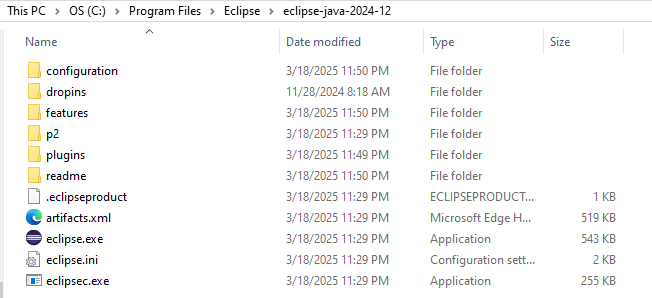 This PC > OS (C:) > Program Files > Eclipse > eclipse-java-2024-12
Name Date modified Type Size
configuration 3/18/2025 11:50 PM File folder
dropins 11/28/2024 8:18 AM File folder
features 3/18/2025 11:50 PM File folder
p2 3/18/2025 11:29 PM File folder
plugins 3/18/2025 11:49 PM File folder
readme 3/18/2025 11:50 PM File folder
.eclipseproduct 3/18/2025 11:29 PM ECLIPSEPRODUCT... 1 KB
artifacts.xml 3/18/2025 11:29 PM Microsoft Edge H... 519 KB
eclipse.exe 3/18/2025 11:29 PM Application 543 KB
eclipse.ini 3/18/2025 11:29 PM Configuration sett... 2 KB
eclipsec.exe 3/18/2025 11:29 PM Application 255 KB